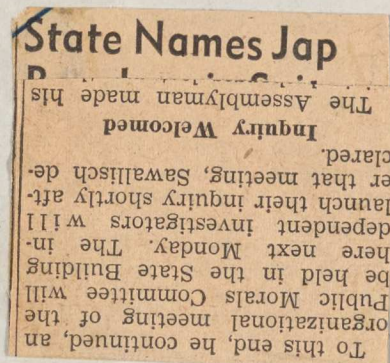 State Names Jap
To this end, he continued, an
organizational meeting of the
Public Morals Committee will
be held in the State Building
here next Monday. The in-
dependent investigators will
launch their inquiry shortly aft-
er that meeting, Sawallisch, de-
clared.
Inquiry Welcomed
The Assemblyman made his